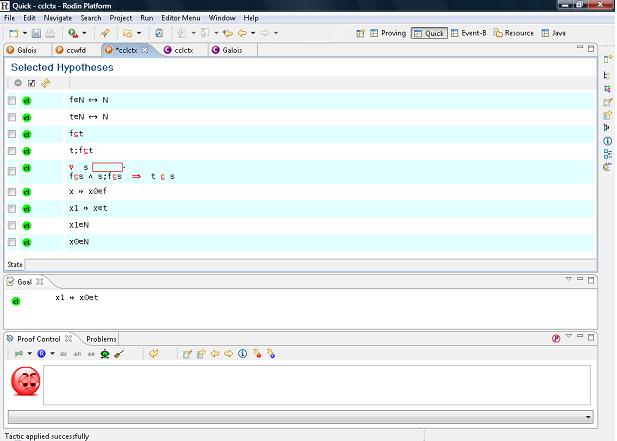 Quick - cclctx - Rodin Platform
File Edit Navigate Search Project Run Editor Menu Window Help
Proving Quick Event-B Resource Java
Galois ccwfd *cclctx cclctx Galois
Selected Hypotheses
ct f∈N ↔ N
ct t∈N ↔ N
ct f⊆t
ct t;f⊆t
∀ s ·
ct f⊆s ∧ s;f⊆s ⇒ t ⊆ s
ct x ↦ x0∈f
ct x1 ↦ x∈t
ct x1∈N
ct x0∈N
State
Goal
ct x1 ↦ x0∈t
Proof Control Problems
p0 R dc ah ae
Tactic applied successfully